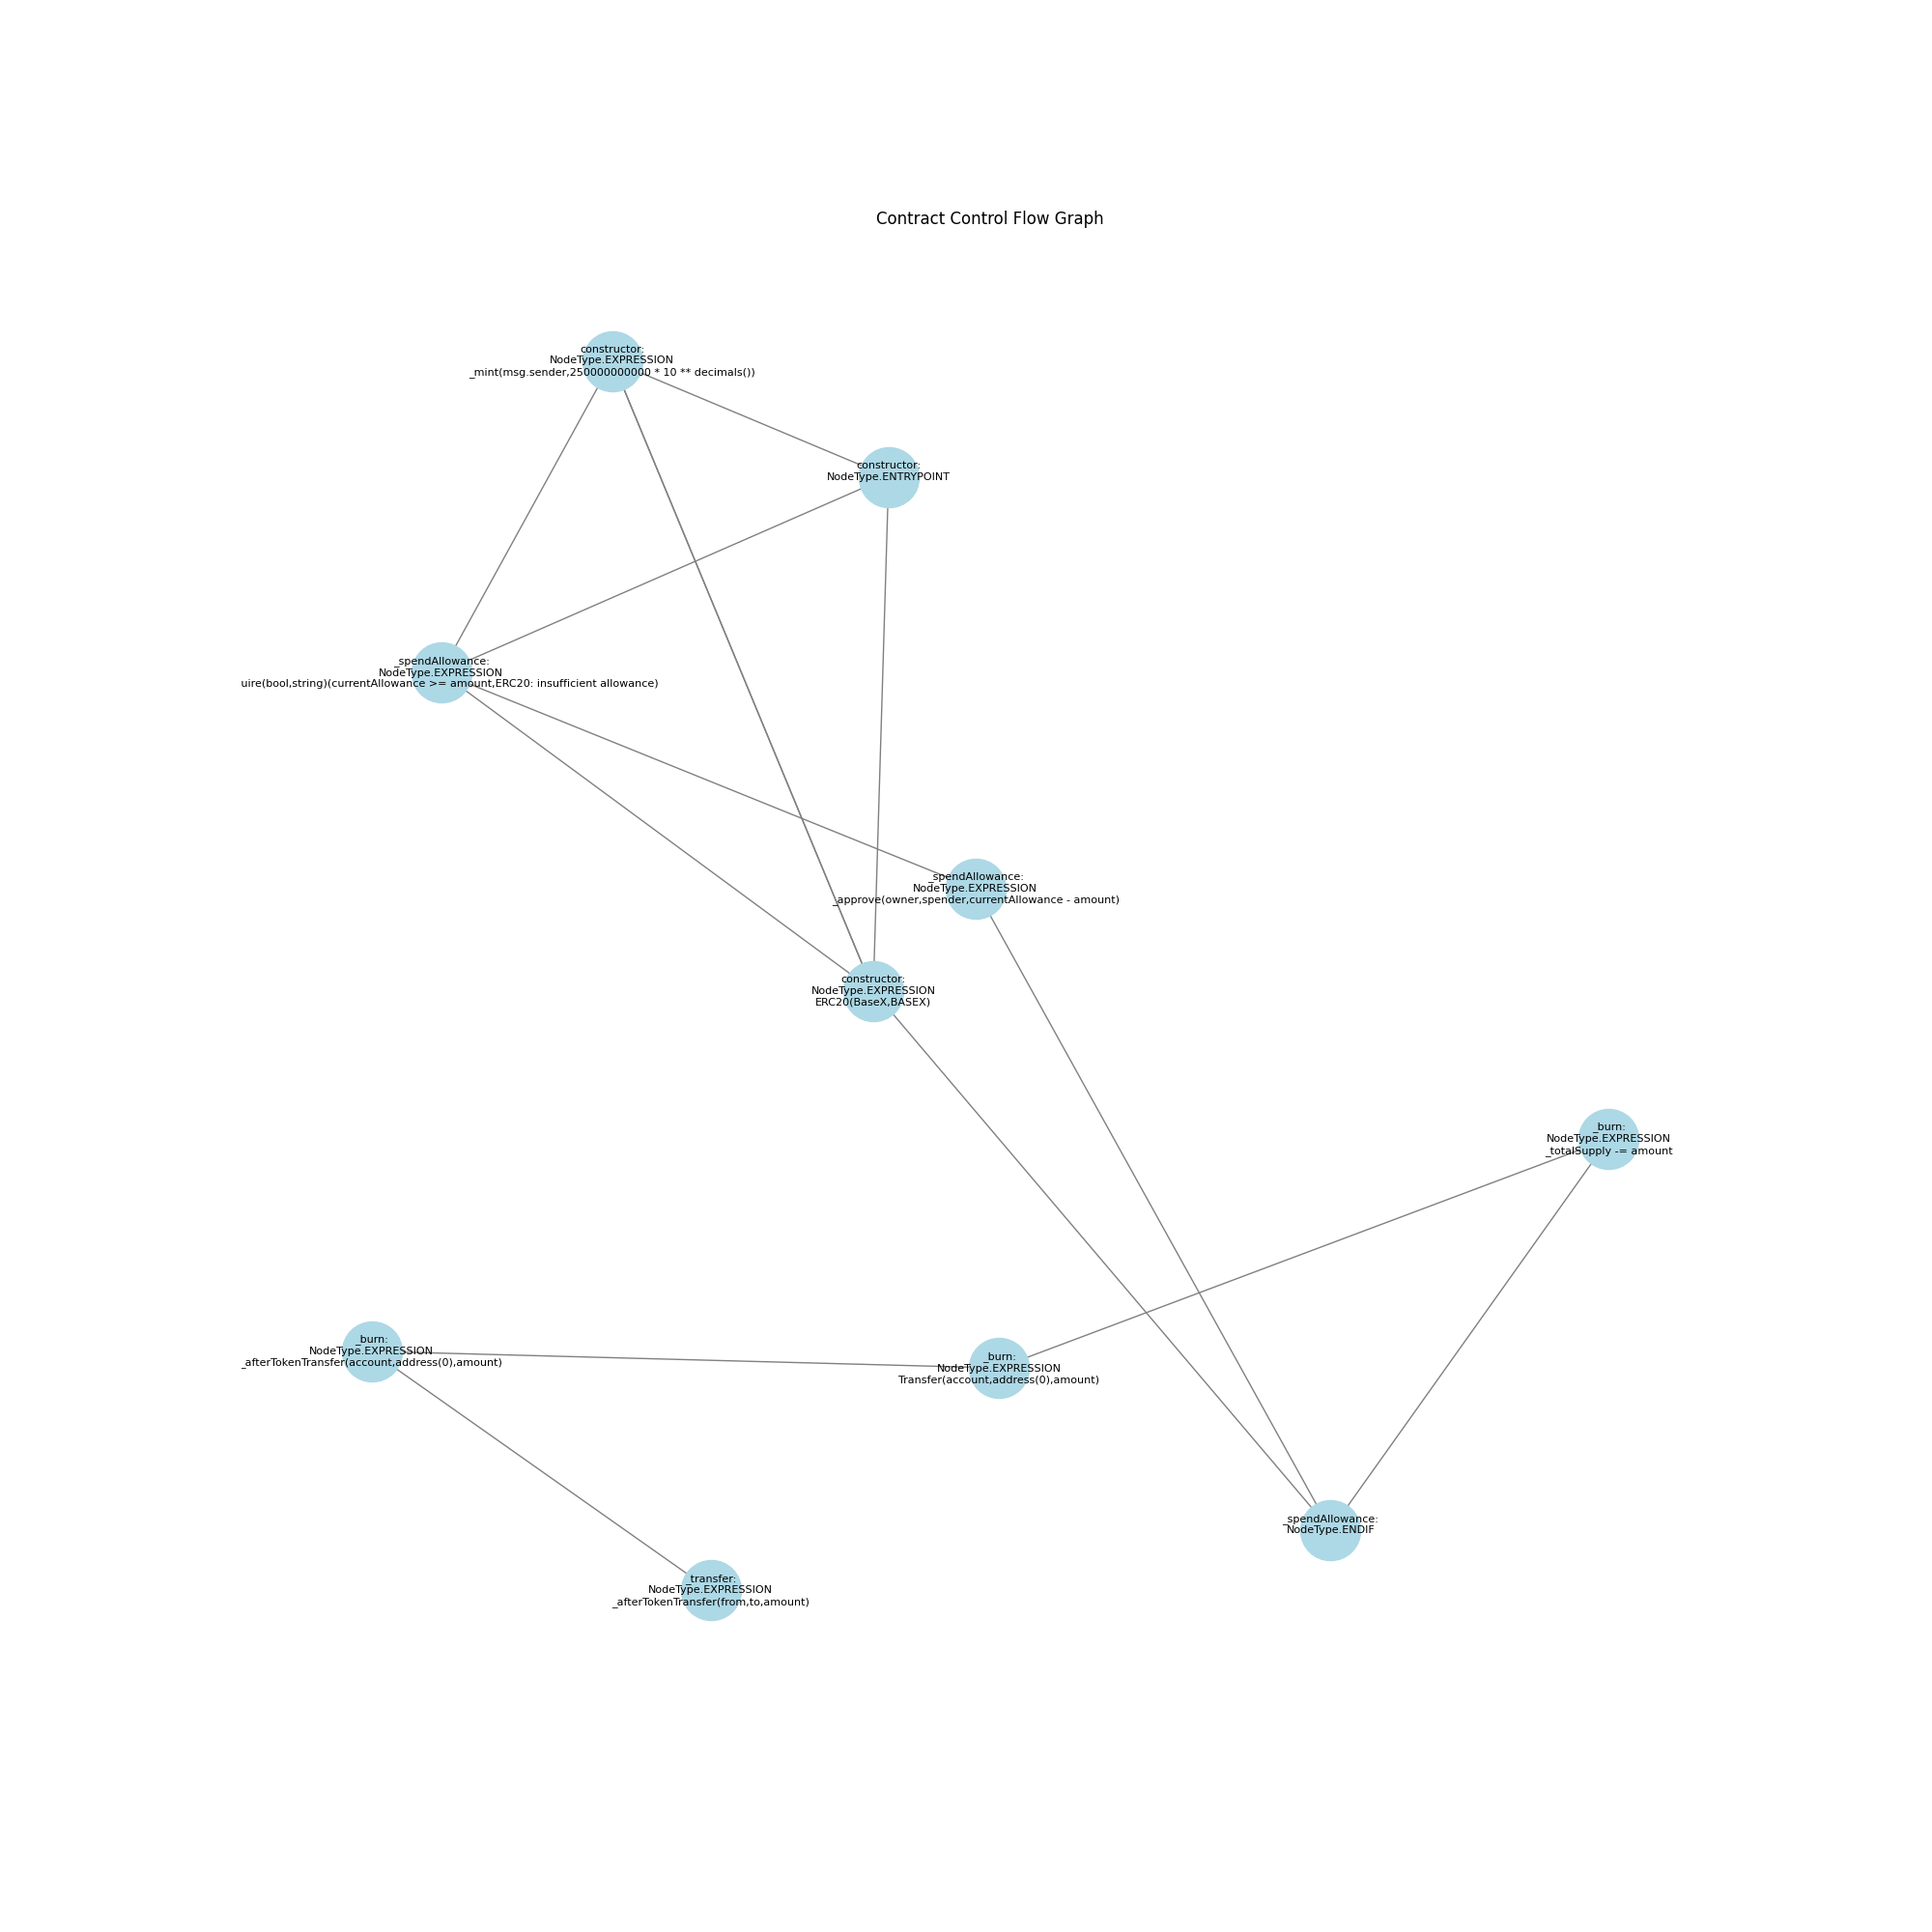 Contract Control Flow Graph
constructor:
NodeType.EXPRESSION
_mint(msg.sender,250000000000 * 10 ** decimals())
constructor:
NodeType.ENTRYPOINT
_spendAllowance:
NodeType.EXPRESSION
uire(bool,string)(currentAllowance >= amount,ERC20: insufficient allowance)
_spendAllowance:
NodeType.EXPRESSION
_approve(owner,spender,currentAllowance - amount)
constructor:
NodeType.EXPRESSION
ERC20(BaseX,BASEX)
_burn:
NodeType.EXPRESSION
_totalSupply -= amount
_burn:
NodeType.EXPRESSION
_afterTokenTransfer(account,address(0),amount)
_burn:
NodeType.EXPRESSION
Transfer(account,address(0),amount)
_spendAllowance:
NodeType.ENDIF
_transfer:
NodeType.EXPRESSION
_afterTokenTransfer(from,to,amount)